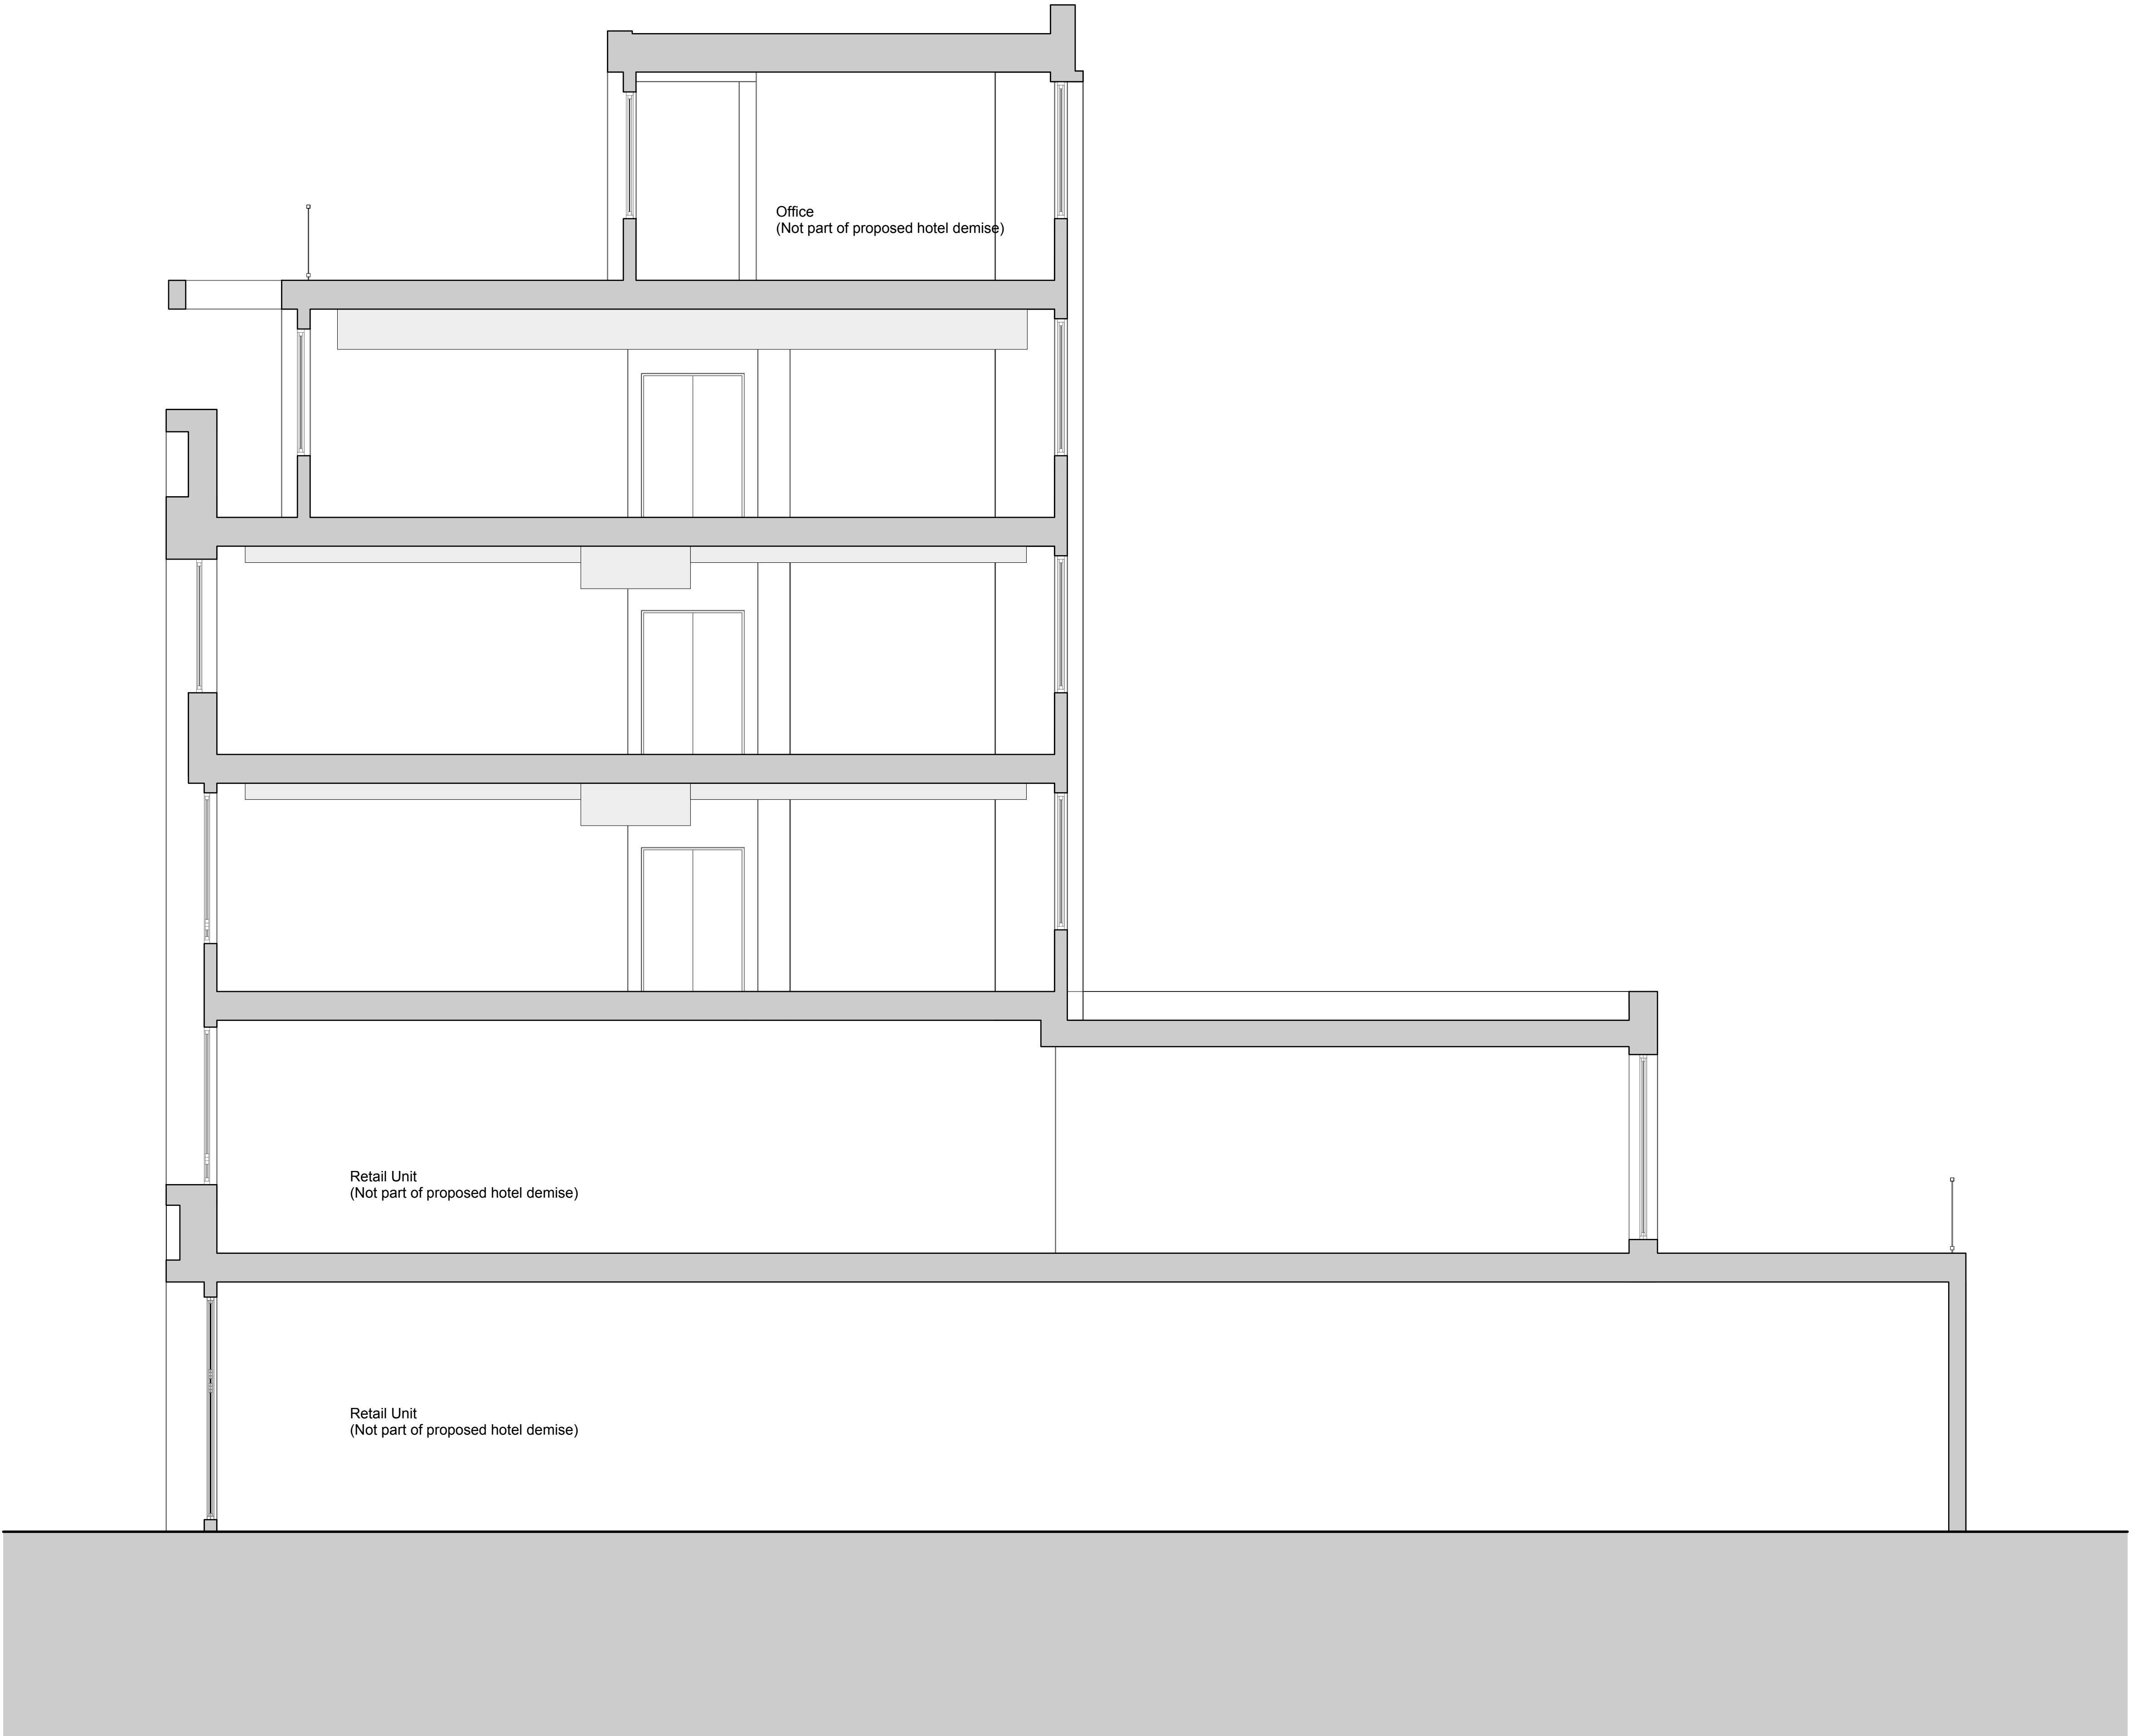 Office
(Not part of proposed hotel demise)
Retail Unit
(Not part of proposed hotel demise)
Retail Unit
(Not part of proposed hotel demise)